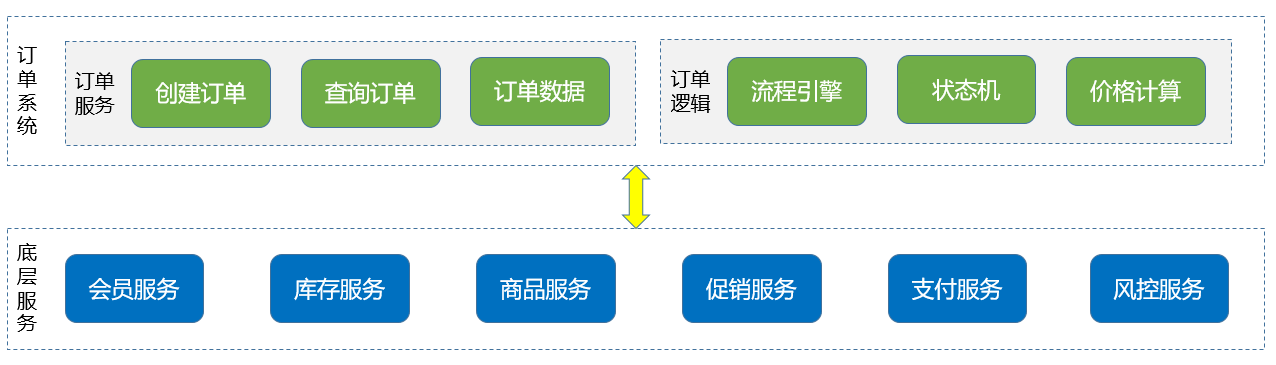 订单系统
订单服务
创建订单
查询订单
订单数据
订单逻辑
流程引擎
状态机
价格计算
底层服务
会员服务
库存服务
商品服务
促销服务
支付服务
风控服务